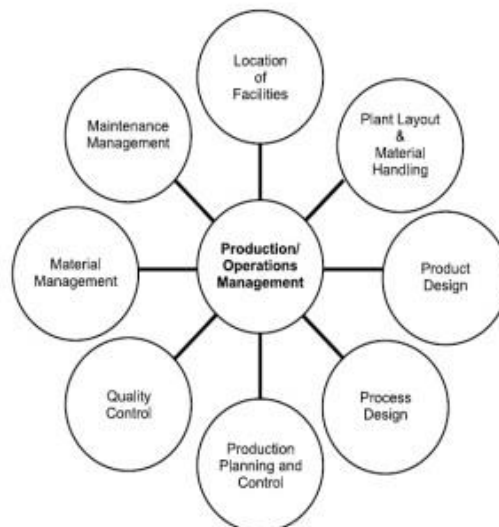 Location
of
Facilities
Plant Layout
&
Material
Handling
Product
Design
Process
Design
Production
Planning and
Control
Quality
Control
Material
Management
Maintenance
Management
Production/
Operations
Management